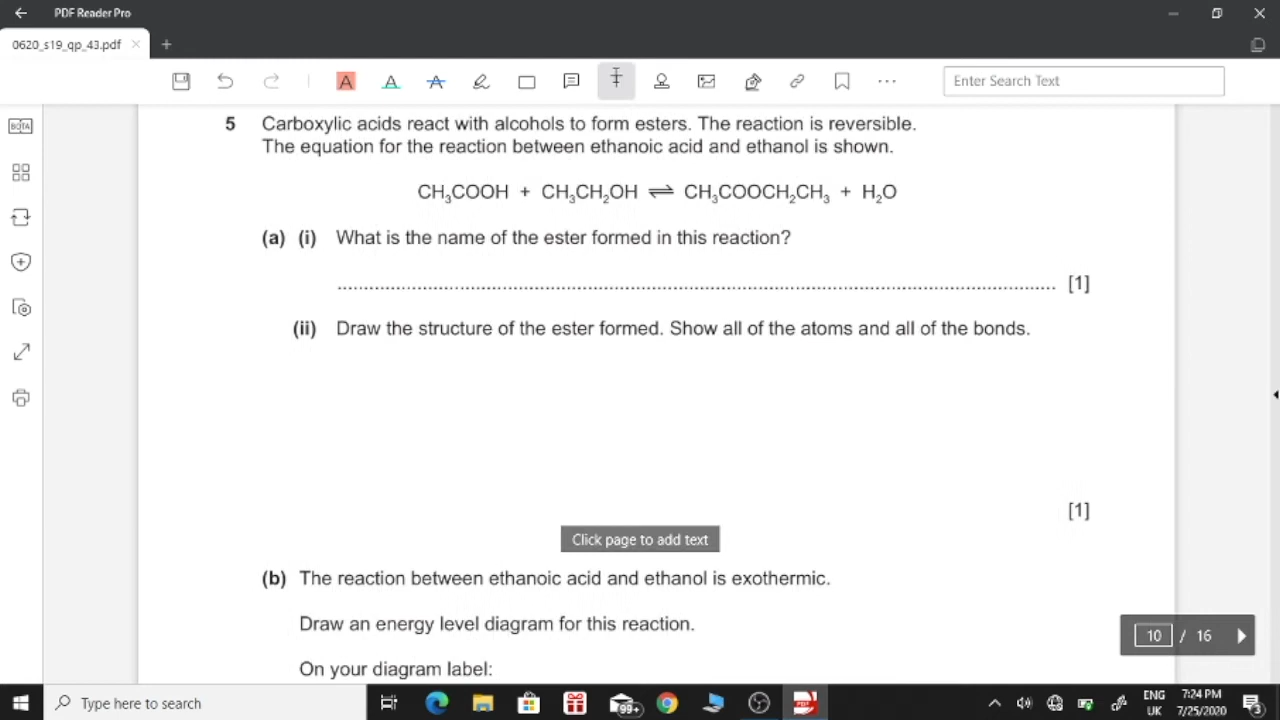 PDF Reader Pro
0620_s19_qp_43.pdf
Enter Search Text
BOTA
5 Carboxylic acids react with alcohols to form esters. The reaction is reversible.
The equation for the reaction between ethanoic acid and ethanol is shown.
CH₃COOH + CH₃CH₂OH ⇌ CH₃COOCH₂CH₃ + H₂O
(a) (i) What is the name of the ester formed in this reaction?
.................................................................................................................................. [1]
(ii) Draw the structure of the ester formed. Show all of the atoms and all of the bonds.
[1]
Click page to add text
(b) The reaction between ethanoic acid and ethanol is exothermic.
Draw an energy level diagram for this reaction.
10 / 16
On your diagram label:
Type here to search
99+
PDF
ENG
UK
7:24 PM
7/25/2020
3